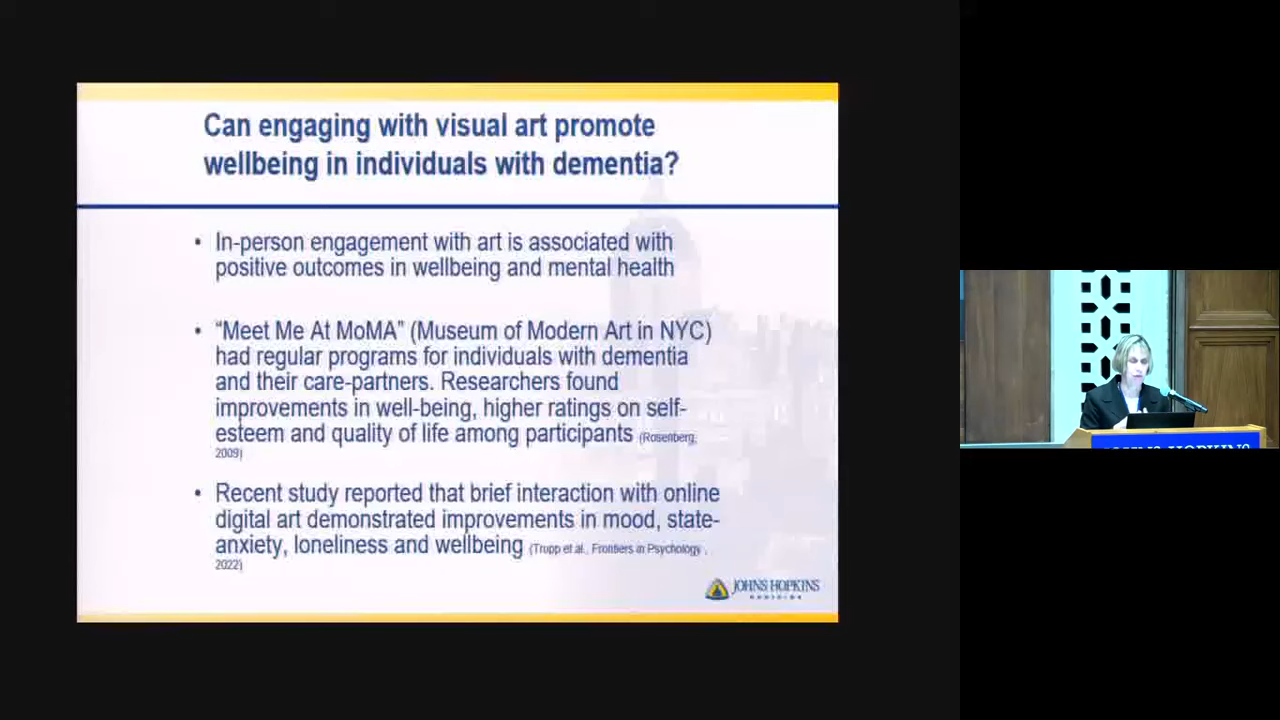 Can engaging with visual art promote
wellbeing in individuals with dementia?
• In-person engagement with art is associated with
positive outcomes in wellbeing and mental health
• “Meet Me At MoMA” (Museum of Modern Art in NYC)
had regular programs for individuals with dementia
and their care-partners. Researchers found
improvements in well-being, higher ratings on self-
esteem and quality of life among participants (Rosenberg,
2009)
• Recent study reported that brief interaction with online
digital art demonstrated improvements in mood, state-
anxiety, loneliness and wellbeing (Trupp et al., Frontiers in Psychology ,
2022)
JOHNS HOPKINS
MEDICINE
JOHNS HOPKINS